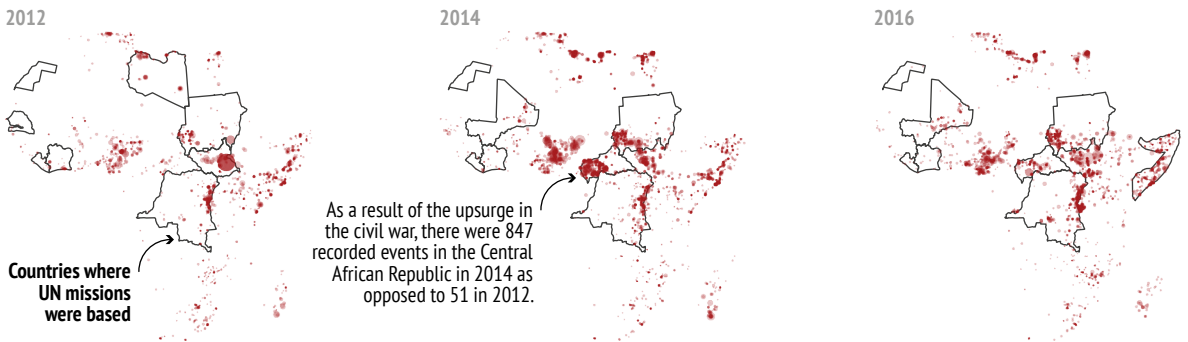 2012
2014
2016
Countries where
UN missions
were based
As a result of the upsurge in
the civil war, there were 847
recorded events in the Central
African Republic in 2014 as
opposed to 51 in 2012.